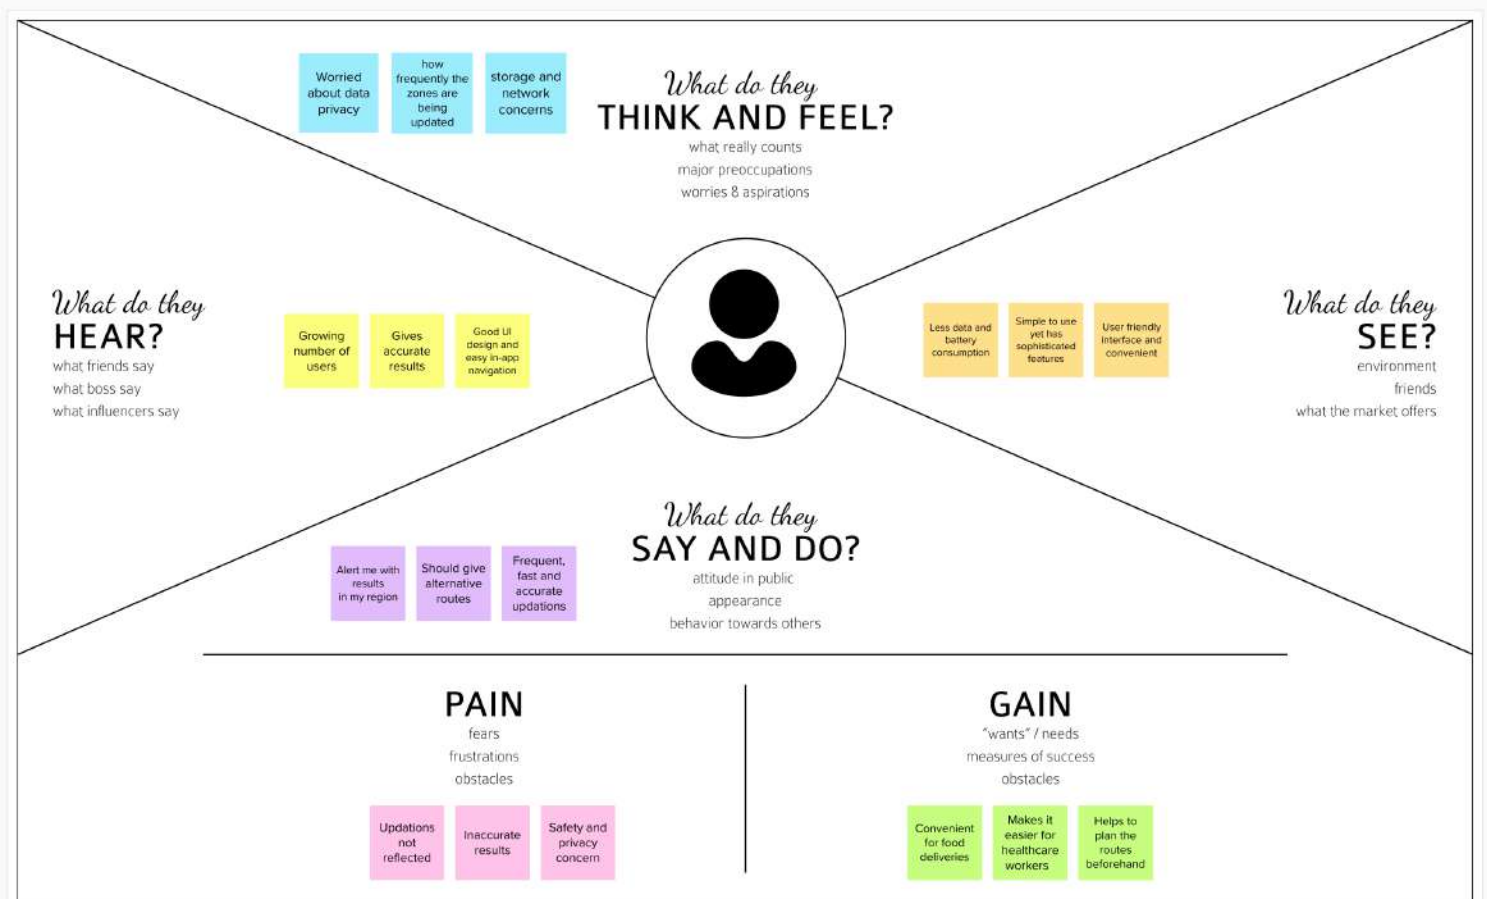 Worried
about data
privacy
how
frequently the
zones are
being
updated
storage and
network
concerns
What do they
THINK AND FEEL?
what really counts
major preoccupations
worries & aspirations
What do they
HEAR?
what friends say
what boss say
what influencers say
Growing
number of
users
Gives
accurate
results
Good UI
design and
easy in-app
navigation
Less data and
battery
consumption
Simple to use
yet has
sophisticated
features
User friendly
interface and
convenient
What do they
SEE?
environment
friends
what the market offers
What do they
SAY AND DO?
attitude in public
appearance
behavior towards others
Alert me with
results
in my region
Should give
alternative
routes
Frequent,
fast and
accurate
updations
PAIN
fears
frustrations
obstacles
Updations
not
reflected
Inaccurate
results
Safety and
privacy
concern
GAIN
"wants" / needs
measures of success
obstacles
Convenient
for food
deliveries
Makes it
easier for
healthcare
workers
Helps to
plan the
routes
beforehand